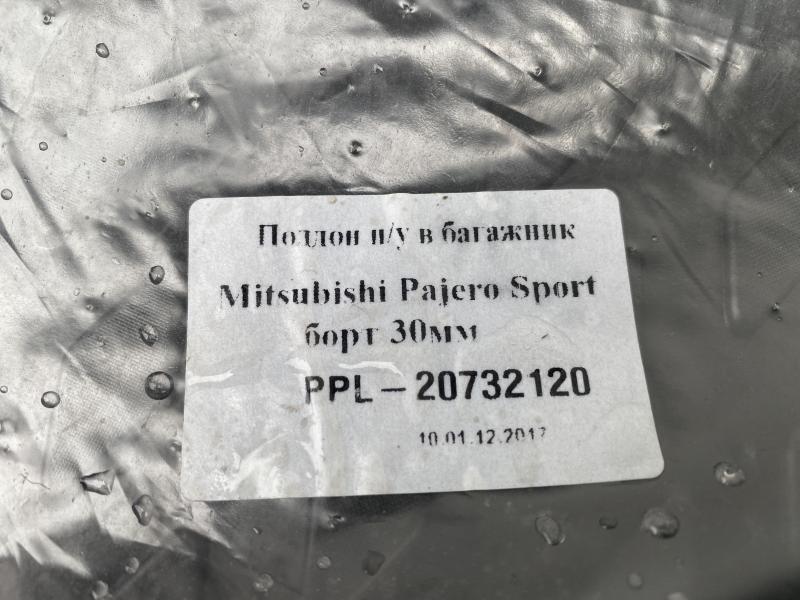 Поддон п/у в багажник
Mitsubishi Pajero Sport
борт 30мм
PPL-20732120
10.01.12.2017